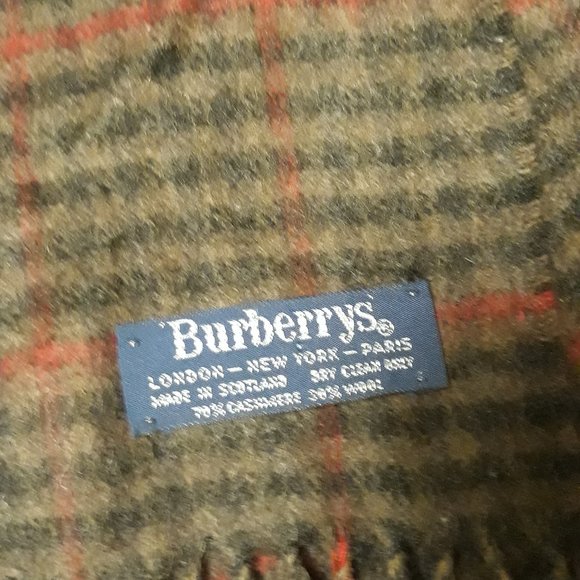 Burberrys®
LONDON – NEW YORK – PARIS
MADE IN SCOTLAND DRY CLEAN ONLY
70% CASHMERE 30% WOOL